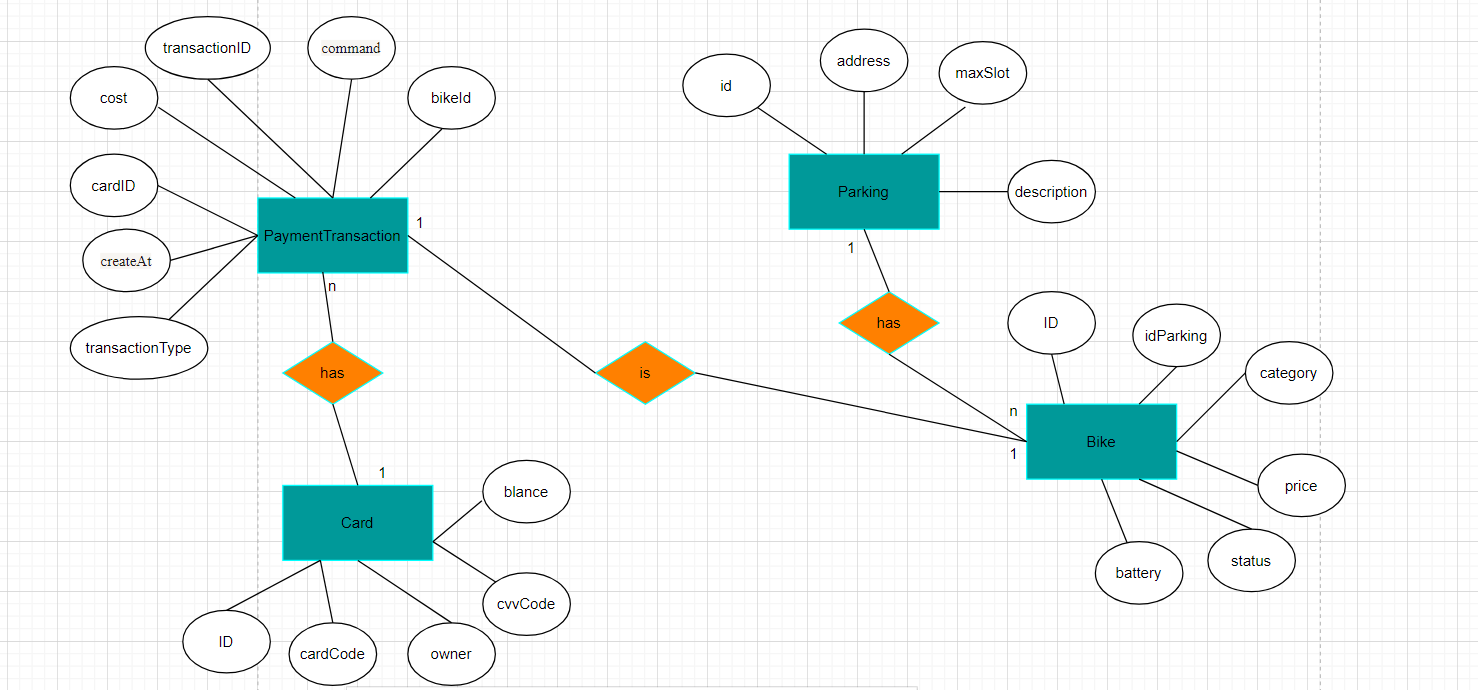 transactionID
command
cost
bikeId
cardID
createAt
transactionType
PaymentTransaction
1
n
has
1
Card
blance
cvvCode
ID
cardCode
owner
is
id
address
maxSlot
Parking
description
1
has
n
1
Bike
ID
idParking
category
price
status
battery